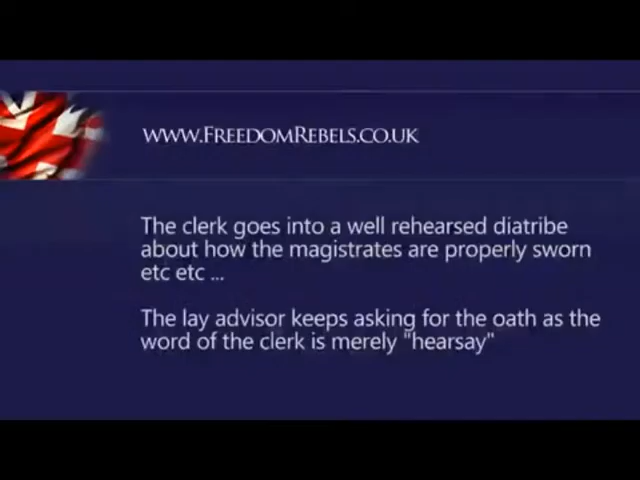 www.FreedomRebels.co.uk
The clerk goes into a well rehearsed diatribe
about how the magistrates are properly sworn
etc etc ...
The lay advisor keeps asking for the oath as the
word of the clerk is merely "hearsay"